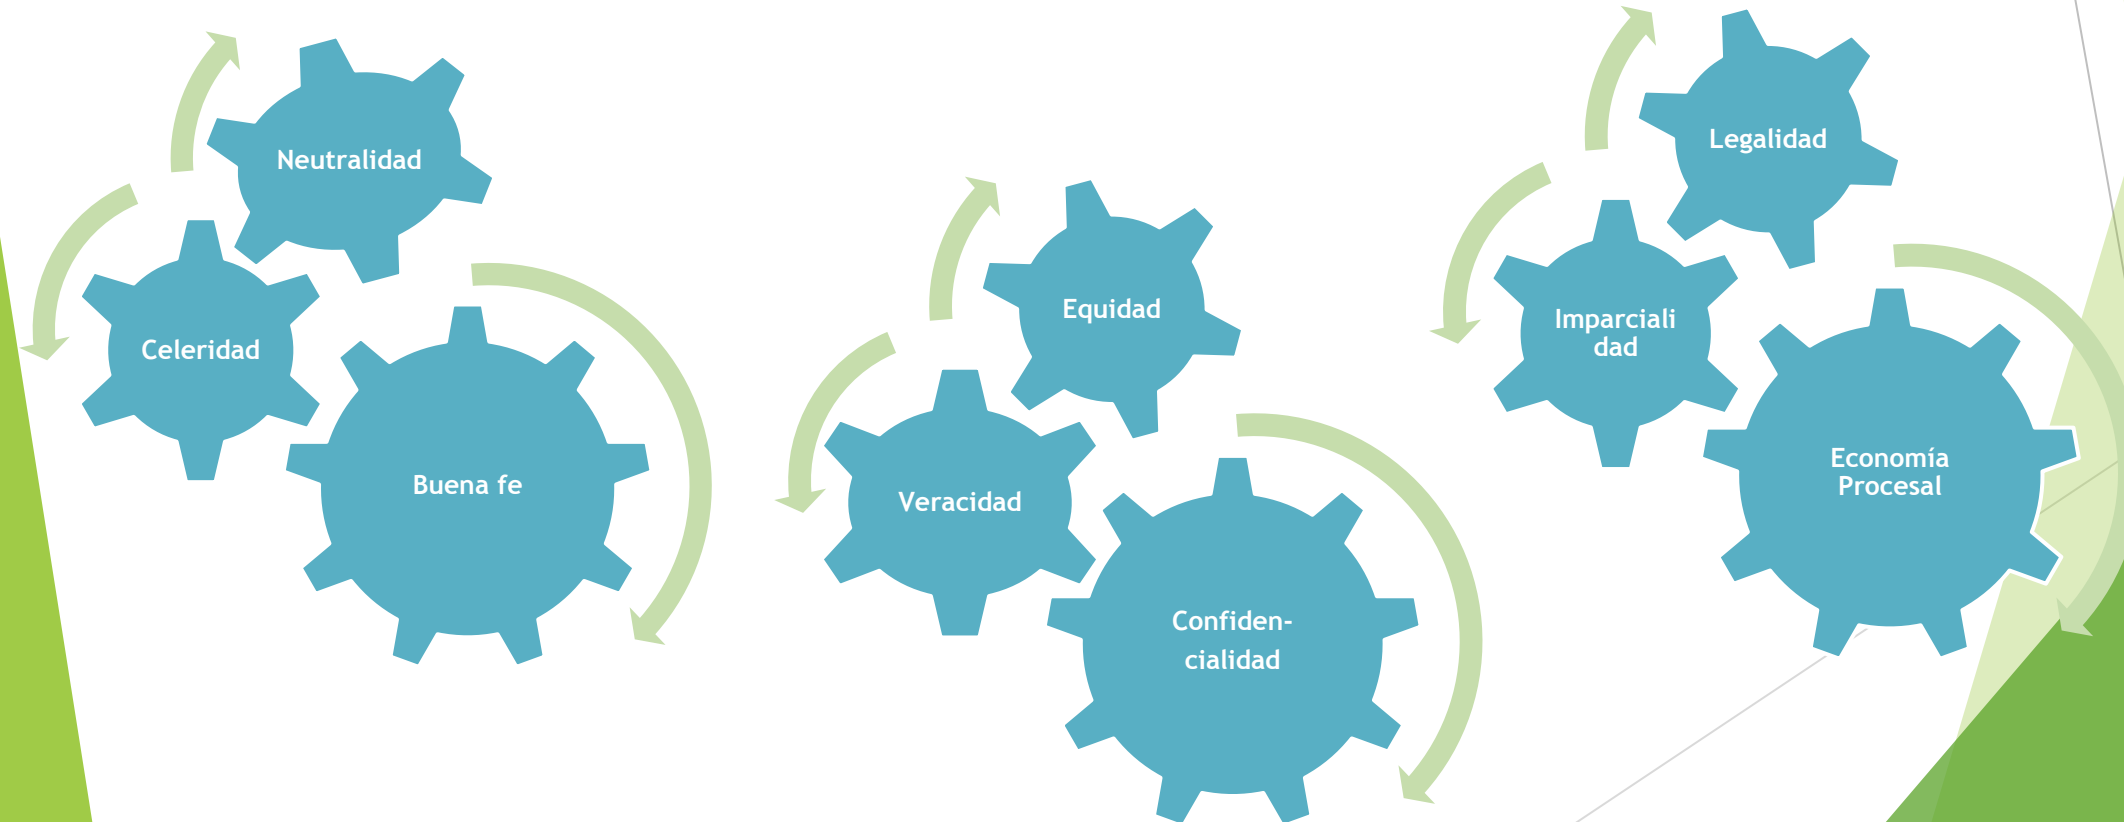 Neutralidad
Celeridad
Buena fe
Equidad
Veracidad
Confiden-
cialidad
Legalidad
Imparciali
dad
Economía
Procesal